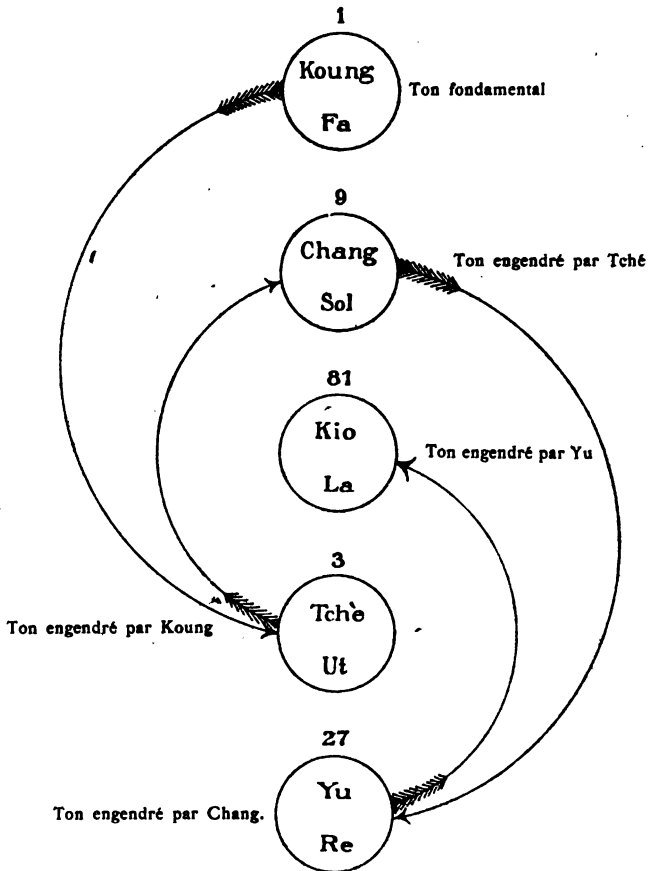 1
Koung
Fa
Ton fondamental
9
Chang
Sol
Ton engendré par Tché
81
Kio
La
Ton engendré par Yu
3
Tchè
Ut
Ton engendré par Koung
27
Yu
Re
Ton engendré par Chang.